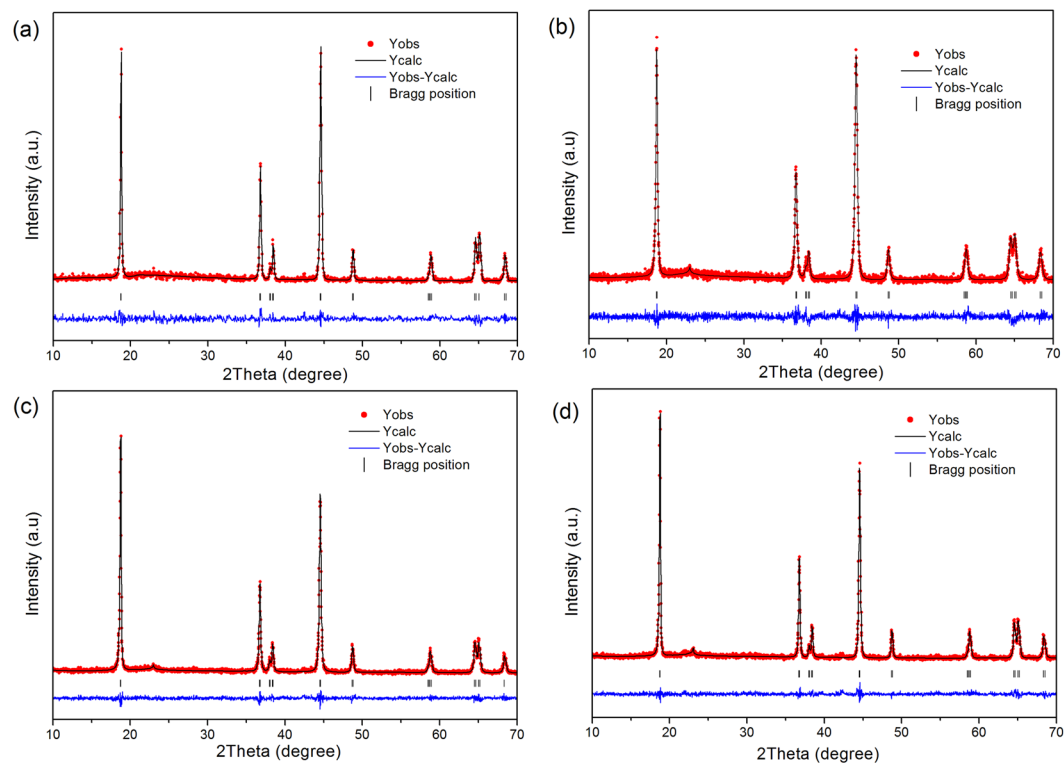 (a)
Yobs
Ycalc
Yobs-Ycalc
Bragg position
Intensity (a.u.)
10 20 30 40 50 60 70
2Theta (degree)
(b)
Yobs
Ycalc
Yobs-Ycalc
Bragg position
Intensity (a.u)
10 20 30 40 50 60 70
2Theta (degree)
(c)
Yobs
Ycalc
Yobs-Ycalc
Bragg position
Intensity (a.u)
10 20 30 40 50 60 70
2Theta (degree)
(d)
Yobs
Ycalc
Yobs-Ycalc
Bragg position
Intensity (a.u)
10 20 30 40 50 60 70
2Theta (degree)